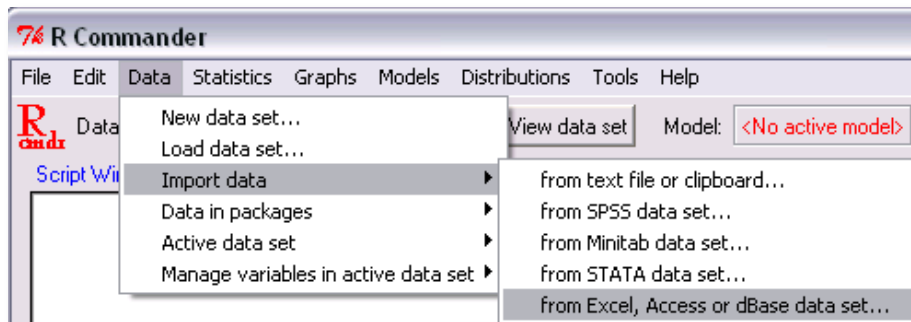 7% R Commander
File Edit Data Statistics Graphs Models Distributions Tools Help
R Data View data set Model: <No active model>
cmdr
New data set...
Load data set...
Script Wi
Import data
Data in packages
Active data set
Manage variables in active data set
from text file or clipboard...
from SPSS data set...
from Minitab data set...
from STATA data set...
from Excel, Access or dBase data set...